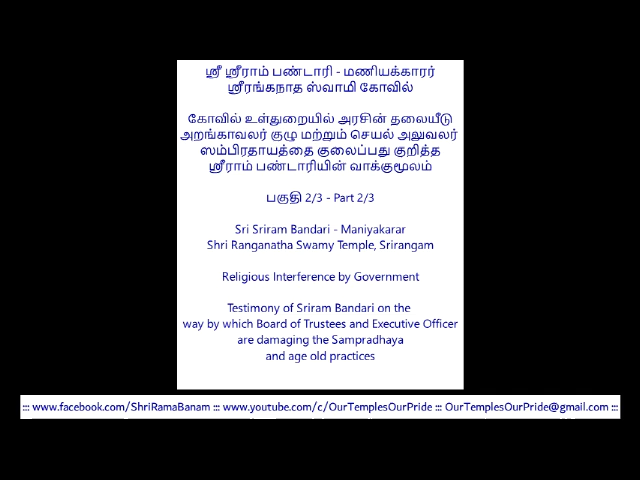 ஸ்ரீ ஸ்ரீராம் பண்டாரி - மணியக்காரர்
ஸ்ரீரங்கநாத ஸ்வாமி கோவில்
கோவில் உள்துறையில் அரசின் தலையீடு
அறங்காவலர் குழு மற்றும் செயல் அலுவலர்
ஸம்பிரதாயத்தை குலைப்பது குறித்த
ஸ்ரீராம் பண்டாரியின் வாக்குமூலம்
பகுதி 2/3 - Part 2/3
Sri Sriram Bandari - Maniyakarar
Shri Ranganatha Swamy Temple, Srirangam
Religious Interference by Government
Testimony of Sriram Bandari on the
way by which Board of Trustees and Executive Officer
are damaging the Sampradhaya
and age old practices
::: www.facebook.com/ShriRamaBanam ::: www.youtube.com/c/OurTemplesOurPride ::: OurTemplesOurPride@gmail.com :::